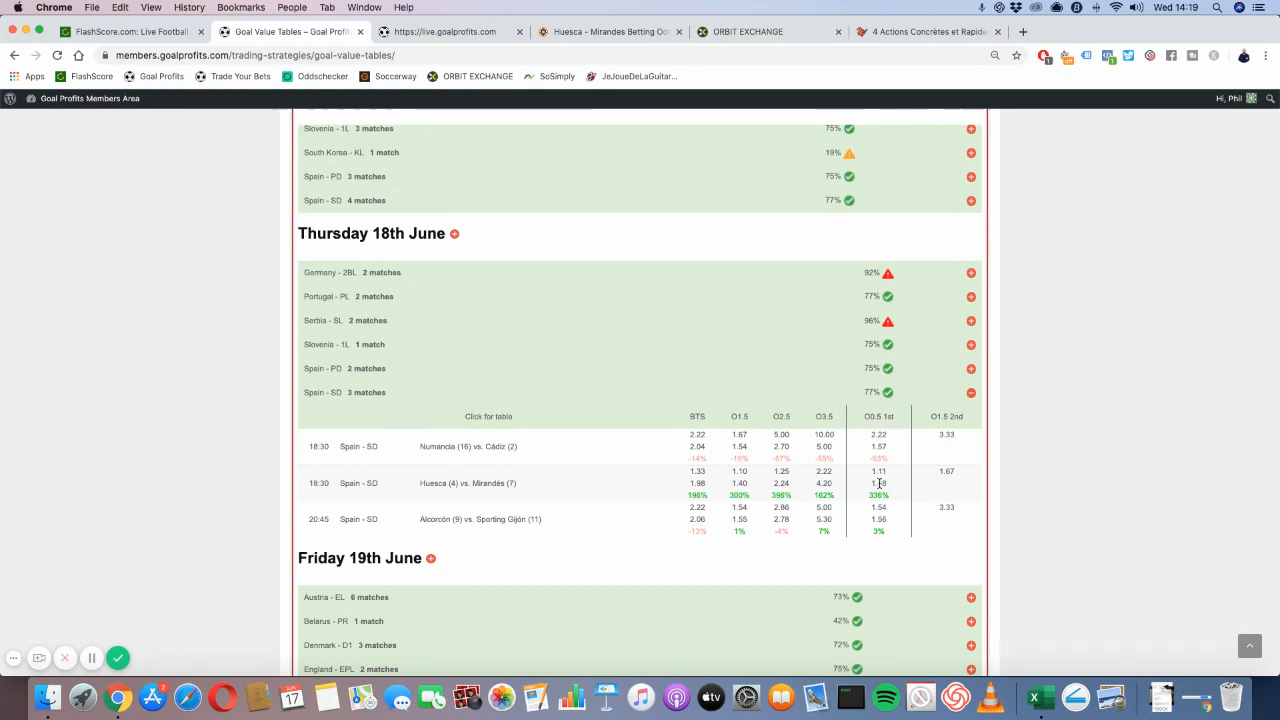 Chrome File Edit View History Bookmarks People Tab Window Help Wed 14:19
FlashScore.com: Live Football Goal Value Tables - Goal Profit https://live.goalprofits.com Huesca - Mirandes Betting Od ORBIT EXCHANGE 4 Actions Concrètes et Rapide
members.goalprofits.com/trading-strategies/goal-value-tables/
Apps FlashScore Goal Profits Trade Your Bets Oddschecker Soccerway ORBIT EXCHANGE SoSimply JeJoueDeLaGuitar...
Goal Profits Members Area Hi, Phil
Slovenia - 1L 3 matches 75%
South Korea - KL 1 match 19%
Spain - PD 3 matches 75%
Spain - SD 4 matches 77%
Thursday 18th June
Germany - 2BL 2 matches 92%
Portugal - PL 2 matches 77%
Serbia - SL 2 matches 96%
Slovenia - 1L 1 match 75%
Spain - PD 2 matches 75%
Spain - SD 3 matches 77%
Click for table BTS O1.5 O2.5 O3.5 O0.5 1st O1.5 2nd
2.22 1.67 5.00 10.00 2.22 3.33
18:30 Spain - SD Numancia (16) vs. Cádiz (2) 2.04 1.54 2.70 5.00 1.57
-14% -19% -57% -55% -53%
1.33 1.10 1.25 2.22 1.11 1.67
18:30 Spain - SD Huesca (4) vs. Mirandés (7) 1.98 1.40 2.24 4.20
196% 300% 396% 162% 336%
2.22 1.54 2.86 5.00 1.54 3.33
20:45 Spain - SD Alcorcón (9) vs. Sporting Gijón (11) 2.06 1.55 2.78 5.30 1.56
-13% 1% -4% 7% 3%
Friday 19th June
Austria - EL 6 matches 73%
Belarus - PR 1 match 42%
Denmark - D1 3 matches 72%
England - EPL 2 matches 75%